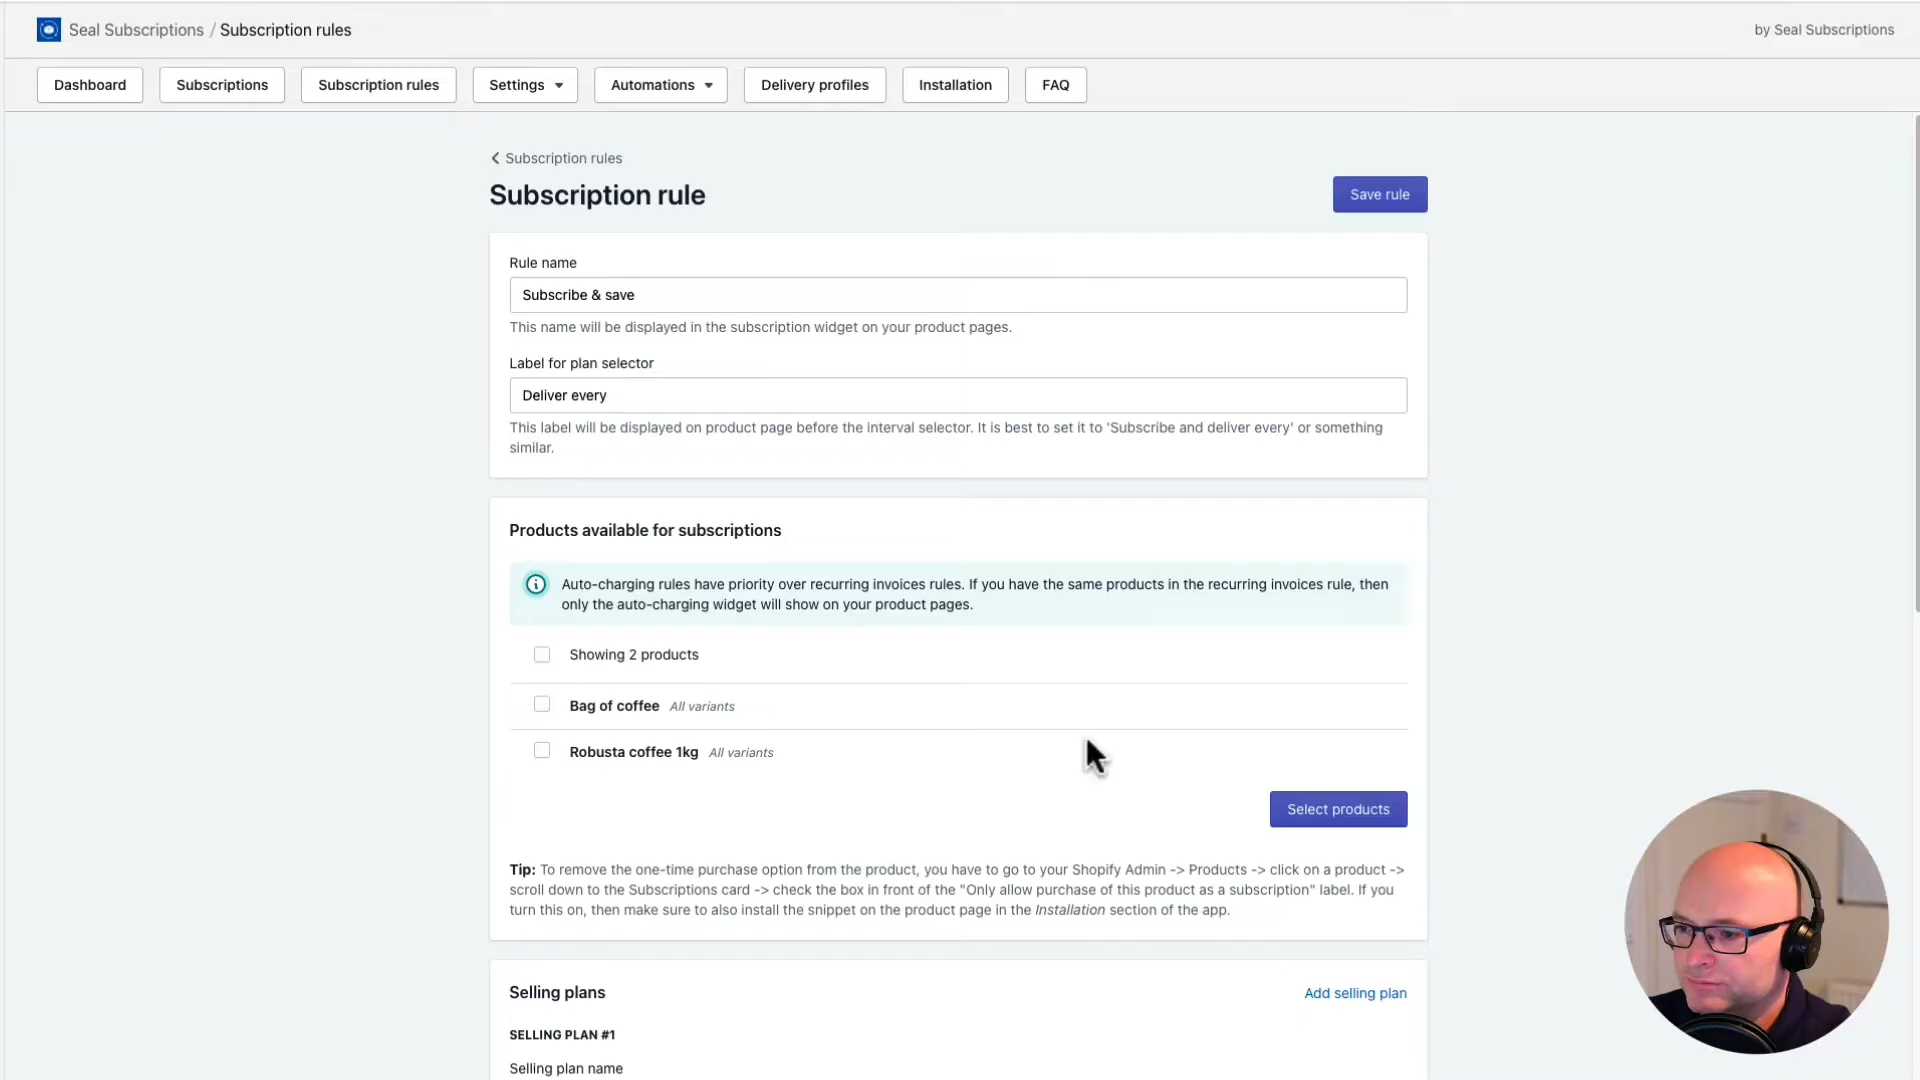 Seal Subscriptions / Subscription rules
by Seal Subscriptions
Dashboard
Subscriptions
Subscription rules
Settings
Automations
Delivery profiles
Installation
FAQ
Subscription rules
Subscription rule
Save rule
Rule name
Subscribe & save
This name will be displayed in the subscription widget on your product pages.
Label for plan selector
Deliver every
This label will be displayed on product page before the interval selector. It is best to set it to 'Subscribe and deliver every' or something
similar.
Products available for subscriptions
Auto-charging rules have priority over recurring invoices rules. If you have the same products in the recurring invoices rule, then
only the auto-charging widget will show on your product pages.
Showing 2 products
Bag of coffee All variants
Robusta coffee 1kg All variants
Select products
Tip: To remove the one-time purchase option from the product, you have to go to your Shopify Admin -> Products -> click on a product ->
scroll down to the Subscriptions card -> check the box in front of the "Only allow purchase of this product as a subscription" label. If you
turn this on, then make sure to also install the snippet on the product page in the Installation section of the app.
Selling plans
Add selling plan
SELLING PLAN #1
Selling plan name